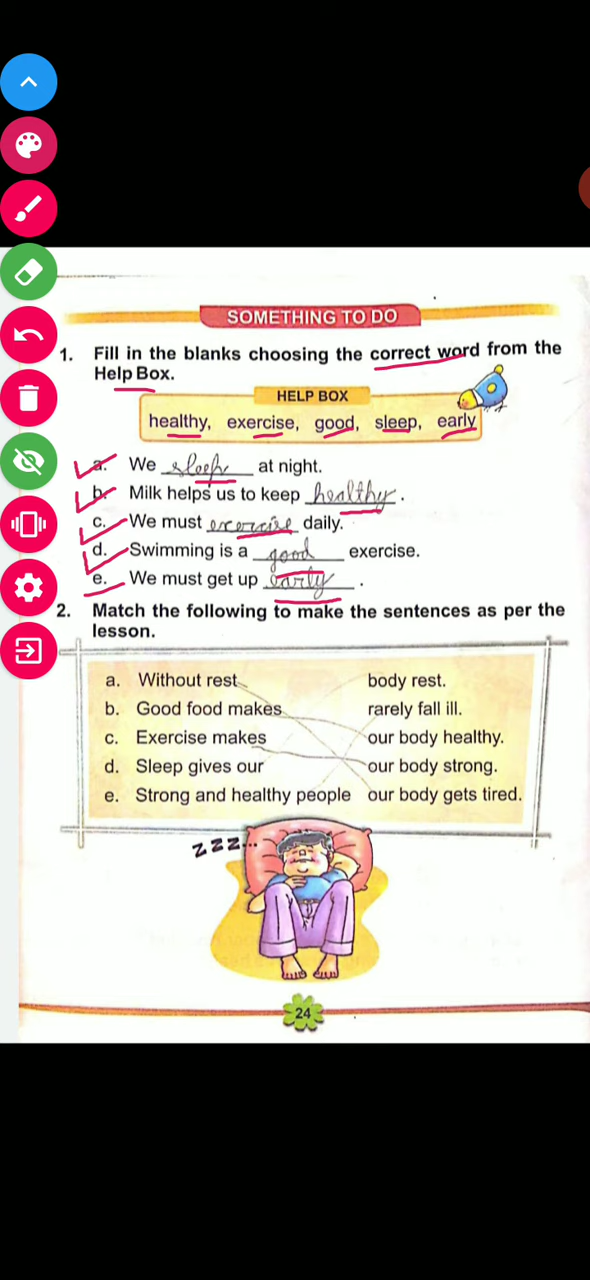 SOMETHING TO DO
1. Fill in the blanks choosing the correct word from the
Help Box.
HELP BOX
healthy, exercise, good, sleep, early
a. We sleep at night.
b. Milk helps us to keep healthy.
c. We must exercise daily.
d. Swimming is a good exercise.
e. We must get up early.
2. Match the following to make the sentences as per the
lesson.
a. Without rest body rest.
b. Good food makes rarely fall ill.
c. Exercise makes our body healthy.
d. Sleep gives our our body strong.
e. Strong and healthy people our body gets tired.
zzz...
24